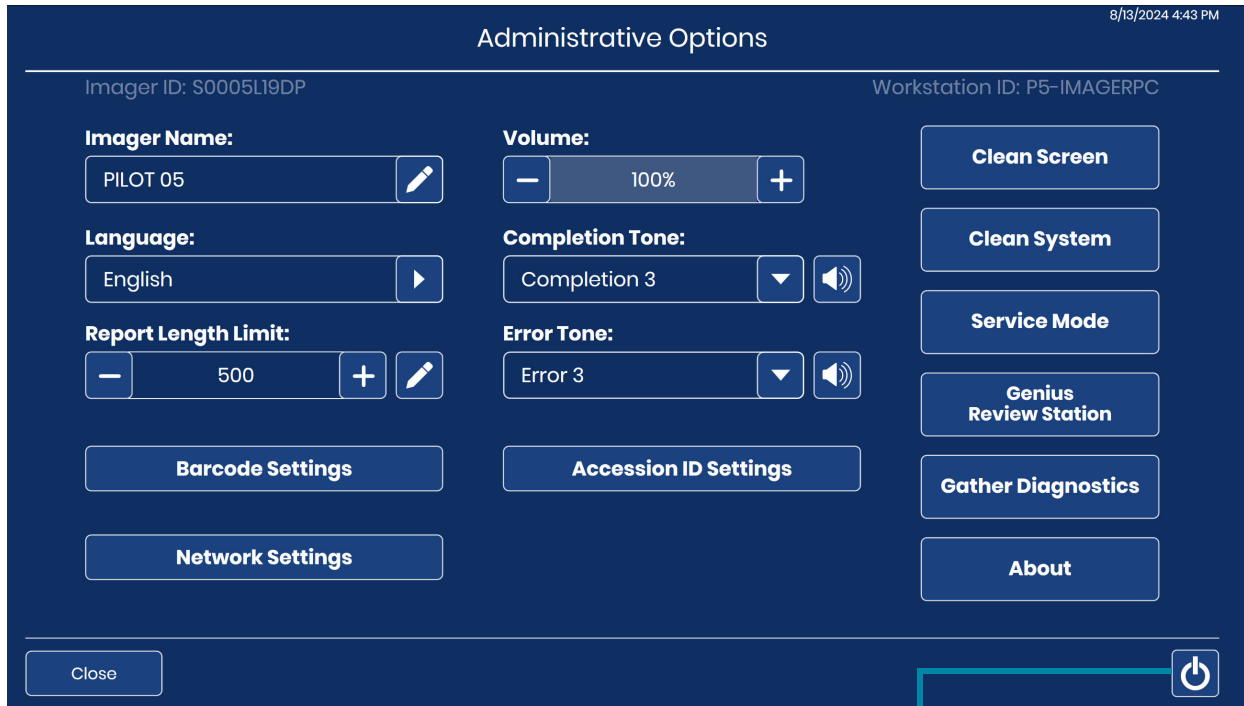 8/13/2024 4:43 PM
Administrative Options
Imager ID: S0005L19DP
Workstation ID: P5-IMAGERPC
Imager Name:
PILOT 05
Volume:
100%
Language:
English
Completion Tone:
Completion 3
Report Length Limit:
500
Error Tone:
Error 3
Barcode Settings
Accession ID Settings
Network Settings
Clean Screen
Clean System
Service Mode
Genius
Review Station
Gather Diagnostics
About
Close